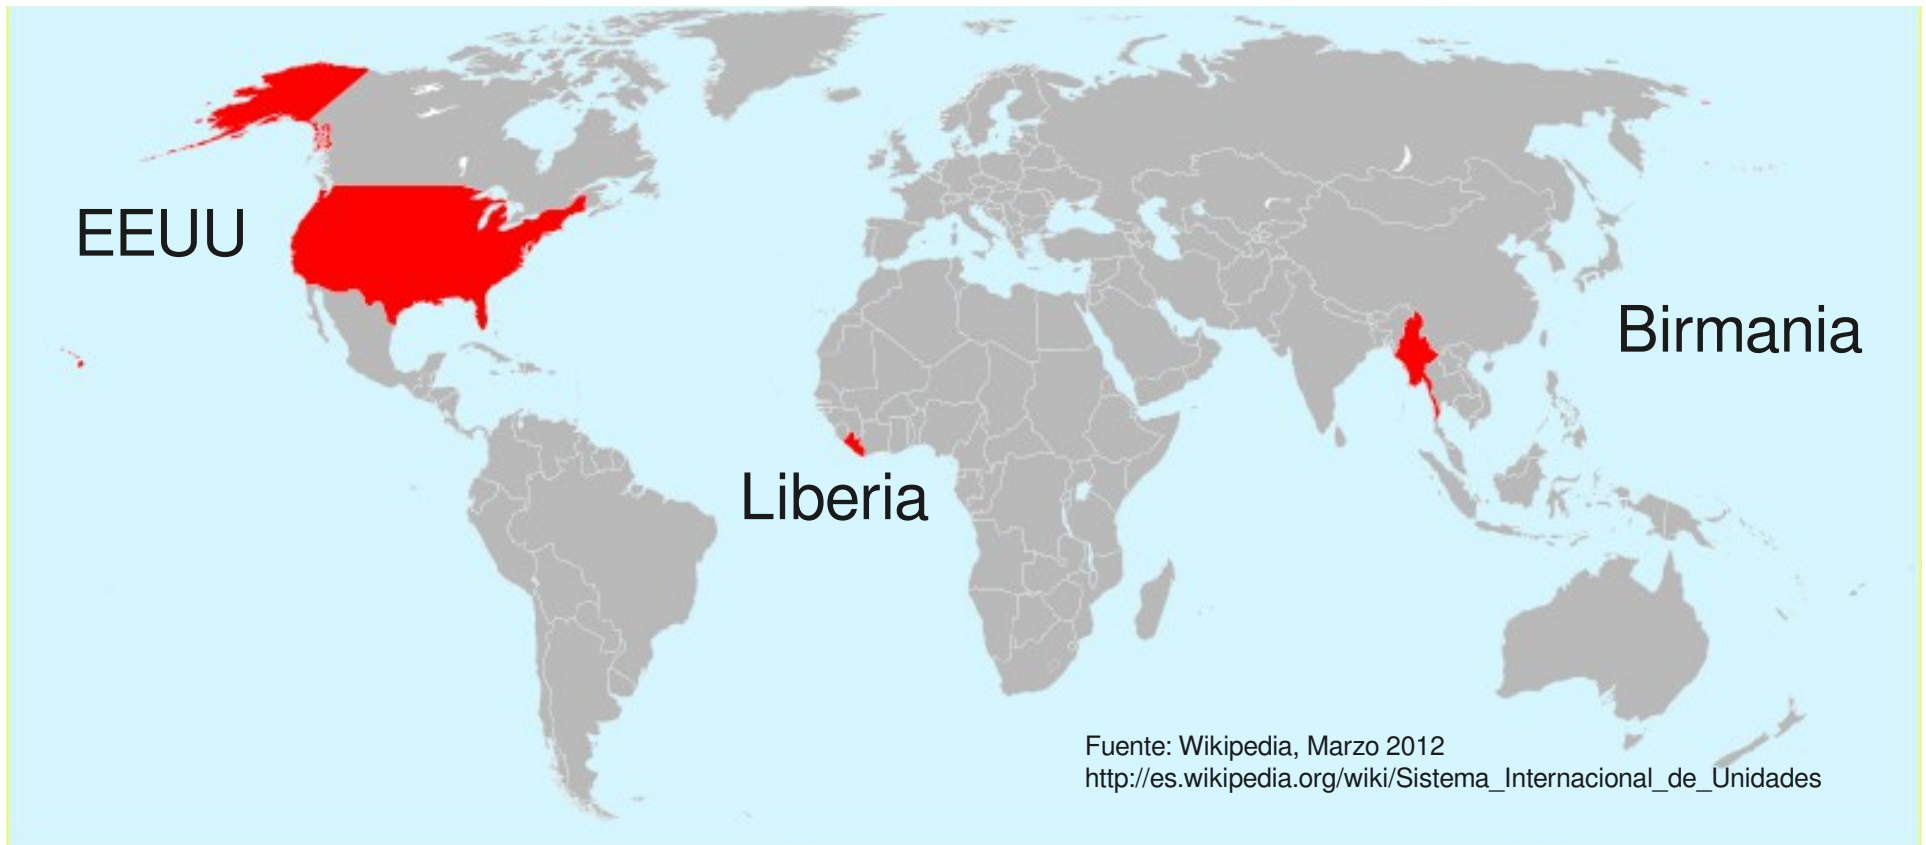 EEUU
Birmania
Liberia
Fuente: Wikipedia, Marzo 2012
http://es.wikipedia.org/wiki/Sistema_Internacional_de_Unidades